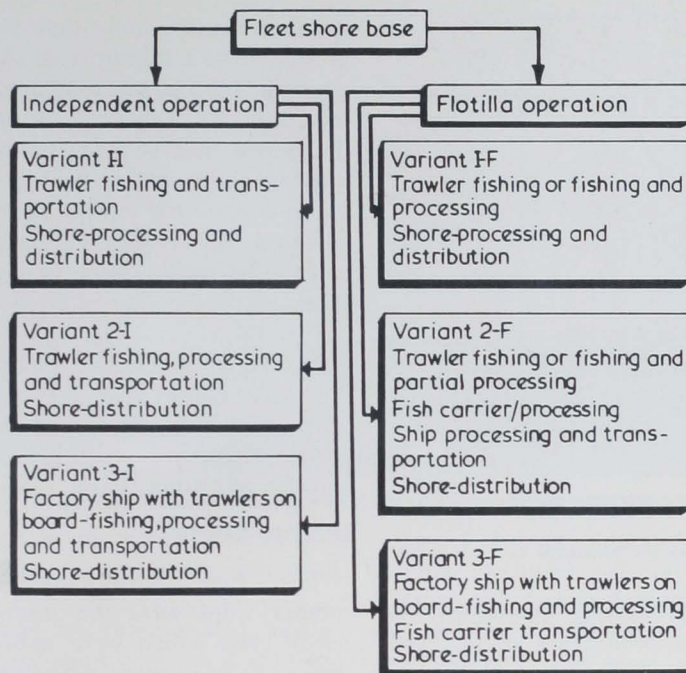 Fleet shore base
Independent operation
Variant 1-I
Trawler fishing and trans-
portation
Shore-processing and
distribution
Variant 2-I
Trawler fishing, processing
and transportation
Shore-distribution
Variant 3-I
Factory ship with trawlers on
board-fishing, processing
and transportation
Shore-distribution
Flotilla operation
Variant 1-F
Trawler fishing or fishing and
processing
Shore-processing and
distribution
Variant 2-F
Trawler fishing or fishing and
partial processing
Fish carrier/processing
Ship processing and trans-
portation
Shore-distribution
Variant 3-F
Factory ship with trawlers on
board-fishing and processing
Fish carrier transportation
Shore-distribution